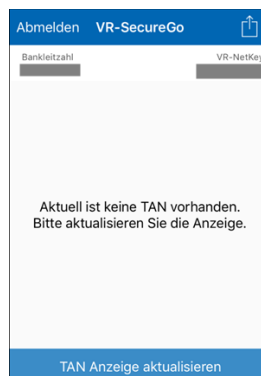 Abmelden VR-SecureGo
Bankleitzahl VR-NetKey
Aktuell ist keine TAN vorhanden.
Bitte aktualisieren Sie die Anzeige.
TAN Anzeige aktualisieren